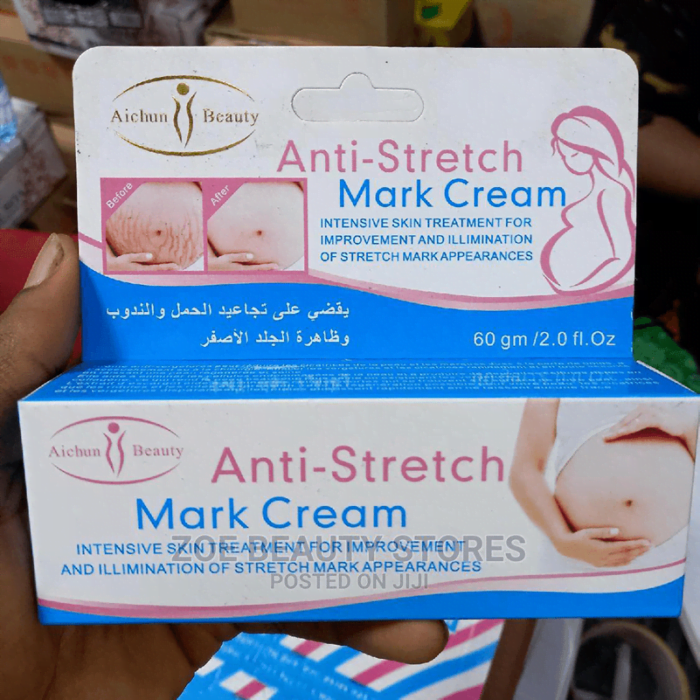 Aichun Beauty
Anti-Stretch
Mark Cream
Before
After
INTENSIVE SKIN TREATMENT FOR
IMPROVEMENT AND ILLIMINATION
OF STRETCH MARK APPEARANCES
يقضي على تجاعيد الحمل والندوب
وظاهرة الجلد الأصفر
60 gm /2.0 fl.Oz
Aichun Beauty
Anti-Stretch
Mark Cream
INTENSIVE SKIN TREATMENT FOR IMPROVEMENT
AND ILLIMINATION OF STRETCH MARK APPEARANCES
ZOE BEAUTY STORES
POSTED ON JIJI